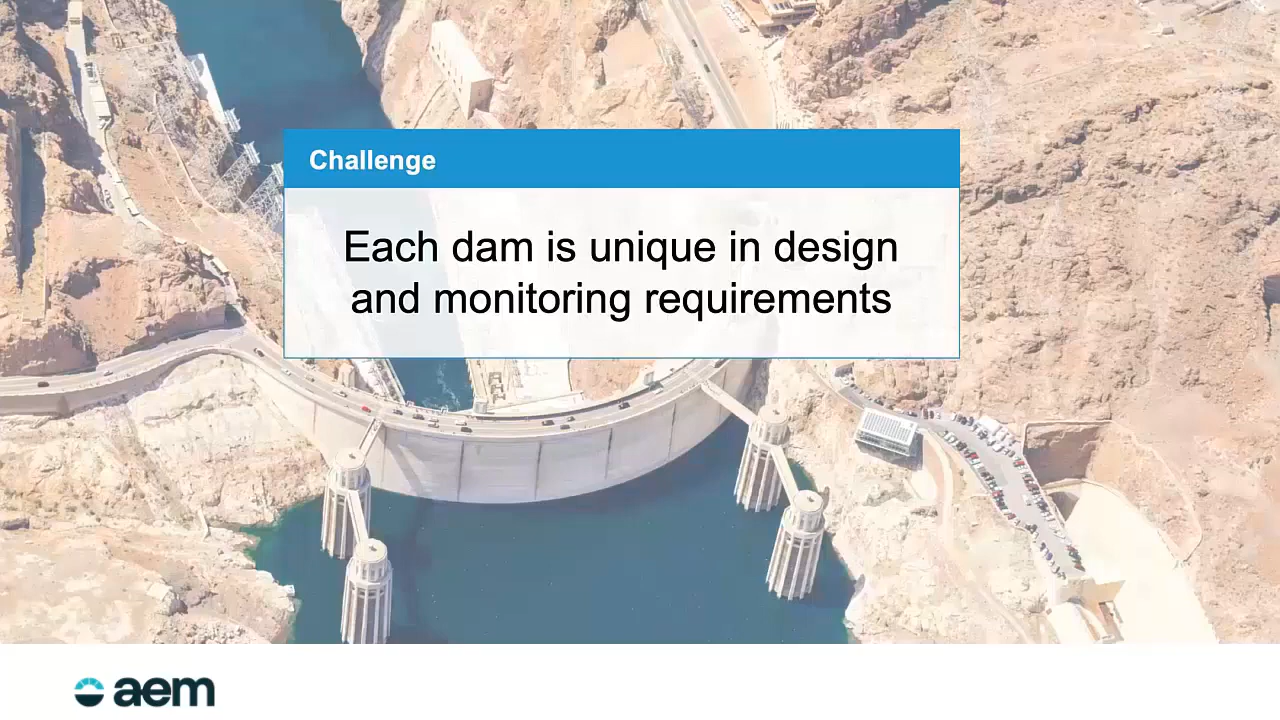 Challenge
Each dam is unique in design
and monitoring requirements
aem